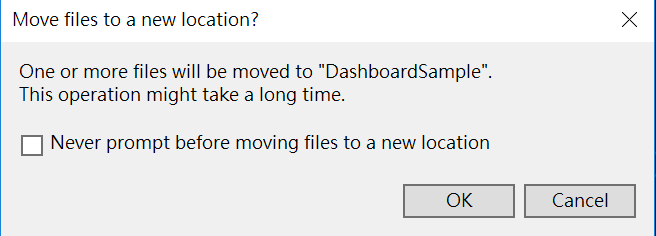 Move files to a new location?
One or more files will be moved to "DashboardSample".
This operation might take a long time.
Never prompt before moving files to a new location
OK
Cancel